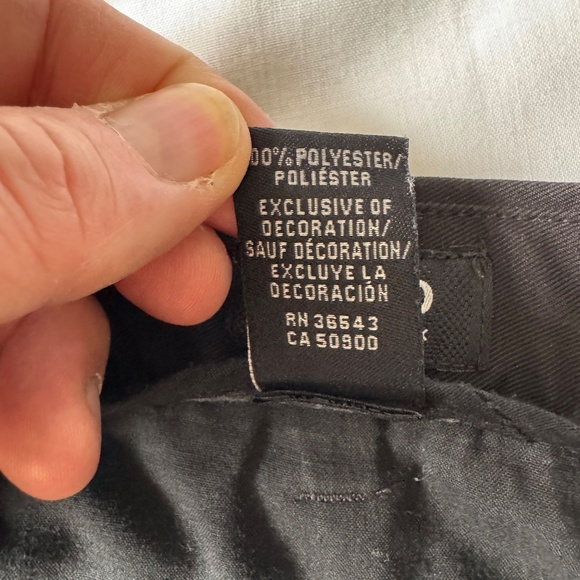 00% POLYESTER/
POLIÉSTER
EXCLUSIVE OF
DECORATION/
SAUF DÉCORATION/
EXCLUYE LA
DECORACIÓN
RN 36543
CA 50900